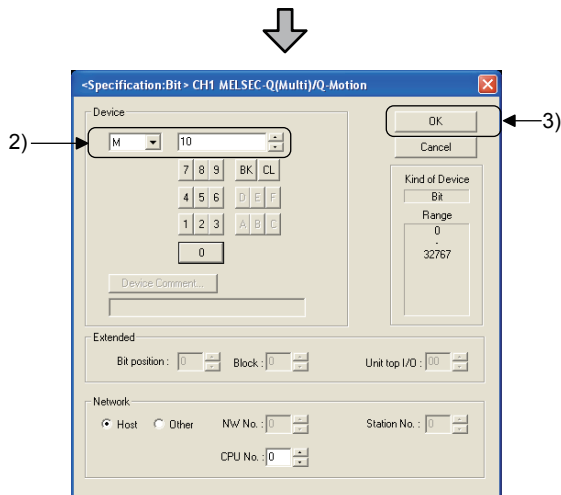 <Specification:Bit> CH1 MELSEC-Q(Multi)/Q-Motion
Device
2)
M 10
7 8 9 BK CL
4 5 6 D E F
1 2 3 A B C
0
Device Comment...
OK
3)
Cancel
Kind of Device
Bit
Range
0
-
32767
Extended
Bit position : 0 Block : 0 Unit top I/O : 00
Network
Host Other NW No. : 0 Station No. : 0
CPU No. : 0